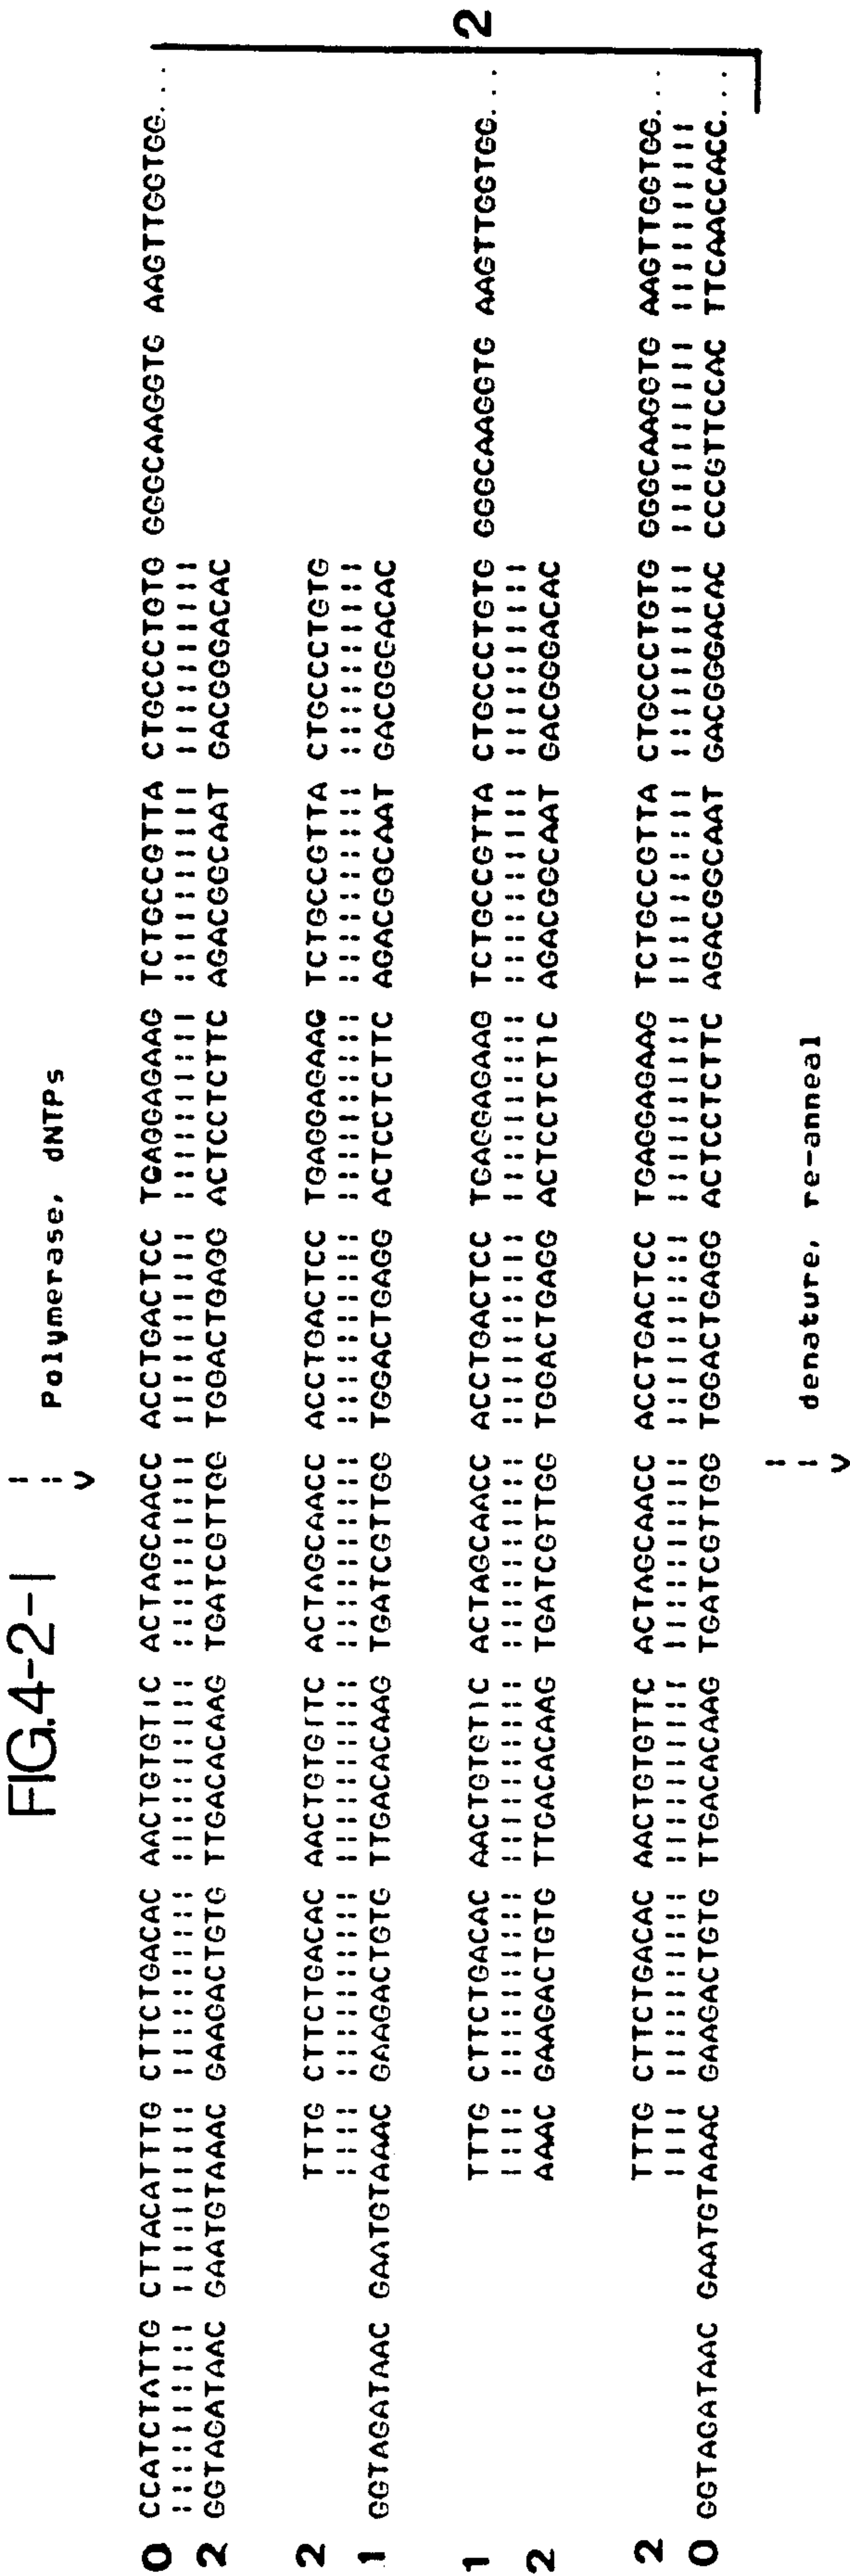 FIG.4-2-1
Polymerase, dNTPs
0 CCATCTATTG CTTACATTTG CTTCTGACAC AACTGTGTTC ACTAGCAACC ACCTGACTCC TGAGGAGAAG TCTGCCGTTA CTGCCCTGTG GGGCAAGGTG AAGTTGGTGG...
2 GGTAGATAAC GAATGTAAAC GAAGACTGTG TTGACACAAG TGATCGTTGG TGGACTGAGG ACTCCTCTTC AGACGGCAAT GACGGGACAC
2 TTTG CTTCTGACAC AACTGTGTTC ACTAGCAACC ACCTGACTCC TGAGGAGAAG TCTGCCGTTA CTGCCCTGTG
1 GGTAGATAAC GAATGTAAAC GAAGACTGTG TTGACACAAG TGATCGTTGG TGGACTGAGG ACTCCTCTTC AGACGGCAAT GACGGGACAC
1 TTTG CTTCTGACAC AACTGTGTTC ACTAGCAACC ACCTGACTCC TGAGGAGAAG TCTGCCGTTA CTGCCCTGTG GGGCAAGGTG AAGTTGGTGG...
2 AAAC GAAGACTGTG TTGACACAAG TGATCGTTGG TGGACTGAGG ACTCCTCTTC AGACGGCAAT GACGGGACAC
2 TTTG CTTCTGACAC AACTGTGTTC ACTAGCAACC ACCTGACTCC TGAGGAGAAG TCTGCCGTTA CTGCCCTGTG GGGCAAGGTG AAGTTGGTGG...
0 GGTAGATAAC GAATGTAAAC GAAGACTGTG TTGACACAAG TGATCGTTGG TGGACTGAGG ACTCCTCTTC AGACGGCAAT GACGGGACAC CCCGTTCCAC TTCAACCACC...
2
denature, re-anneal